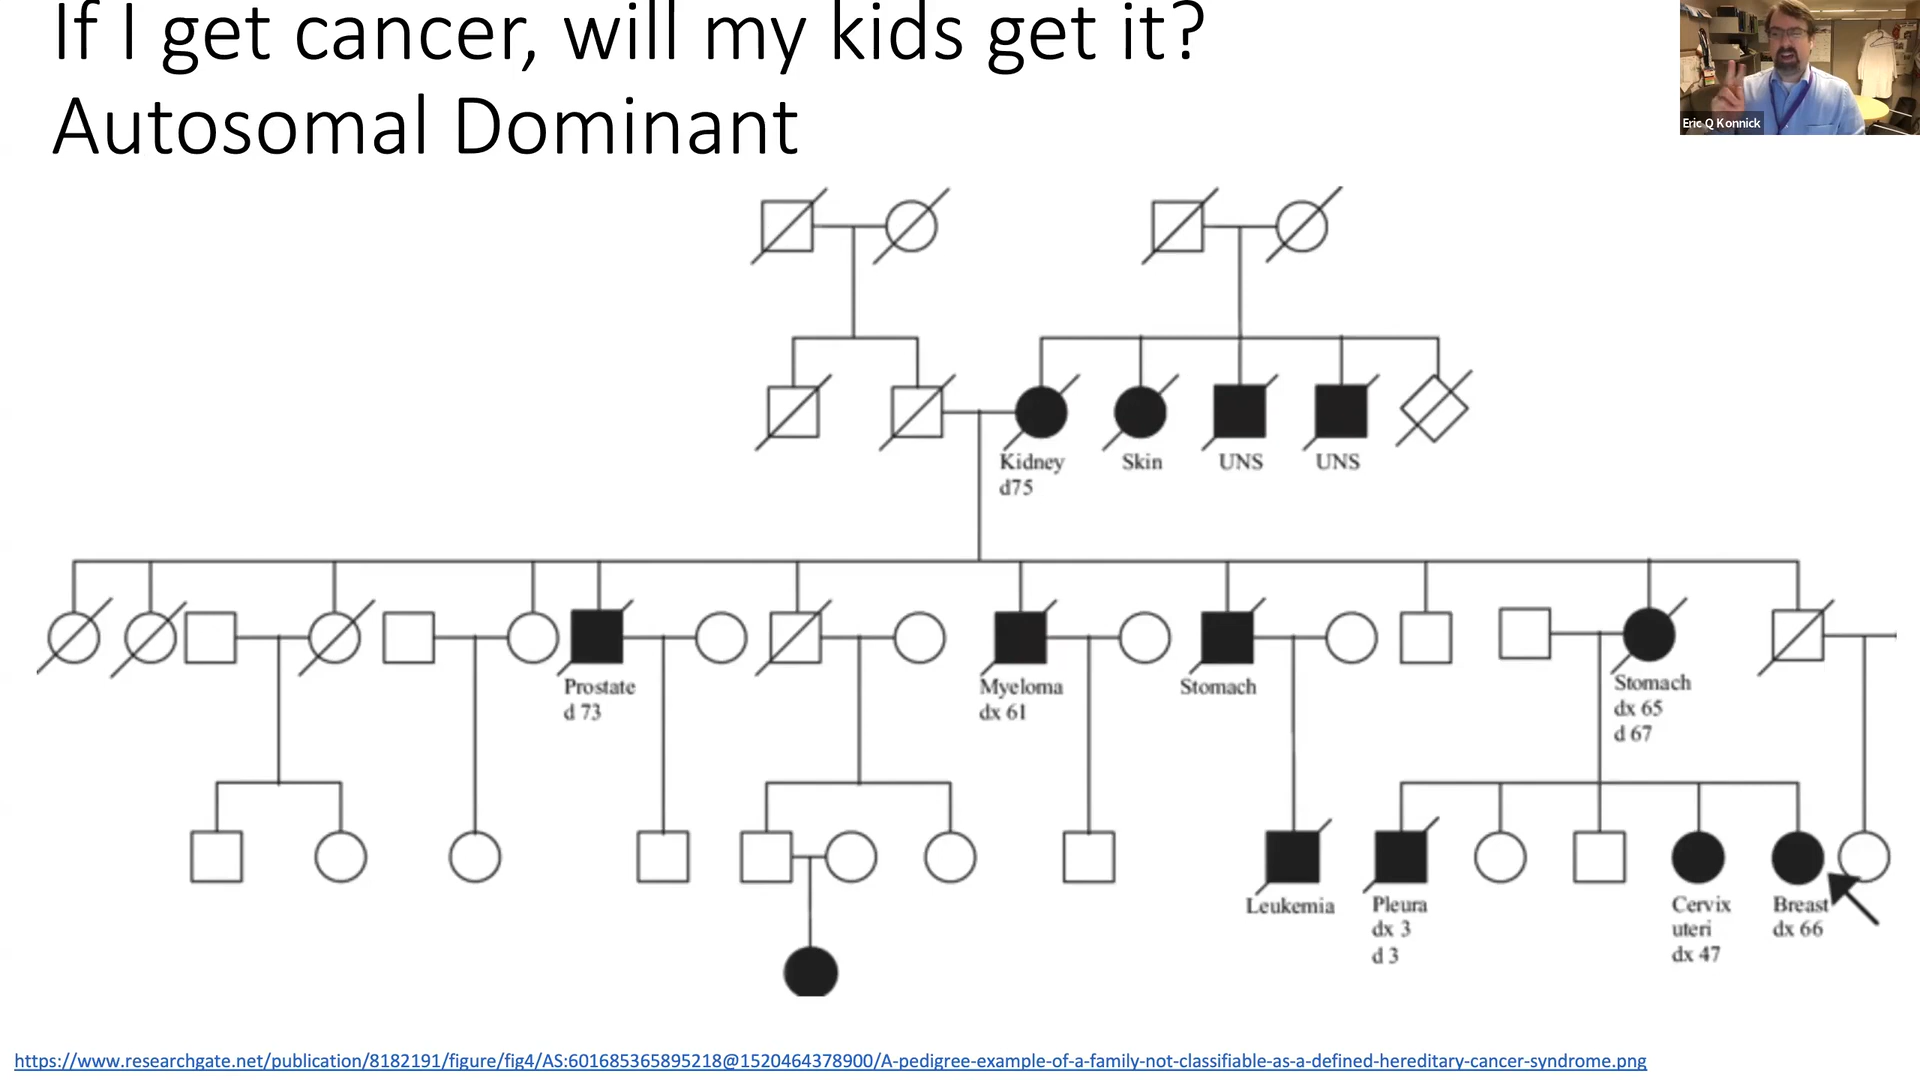 If I get cancer, will my kids get it?
Autosomal Dominant
Eric Q Konnick
Kidney
d75
Skin
UNS
UNS
Prostate
d 73
Myeloma
dx 61
Stomach
Stomach
dx 65
d 67
Leukemia
Pleura
dx 3
d 3
Cervix
uteri
dx 47
Breast
dx 66
https://www.researchgate.net/publication/8182191/figure/fig4/AS:601685365895218@1520464378900/A-pedigree-example-of-a-family-not-classifiable-as-a-defined-hereditary-cancer-syndrome.png